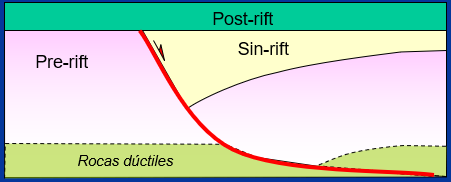 Post-rift
Sin-rift
Pre-rift
Rocas dúctiles